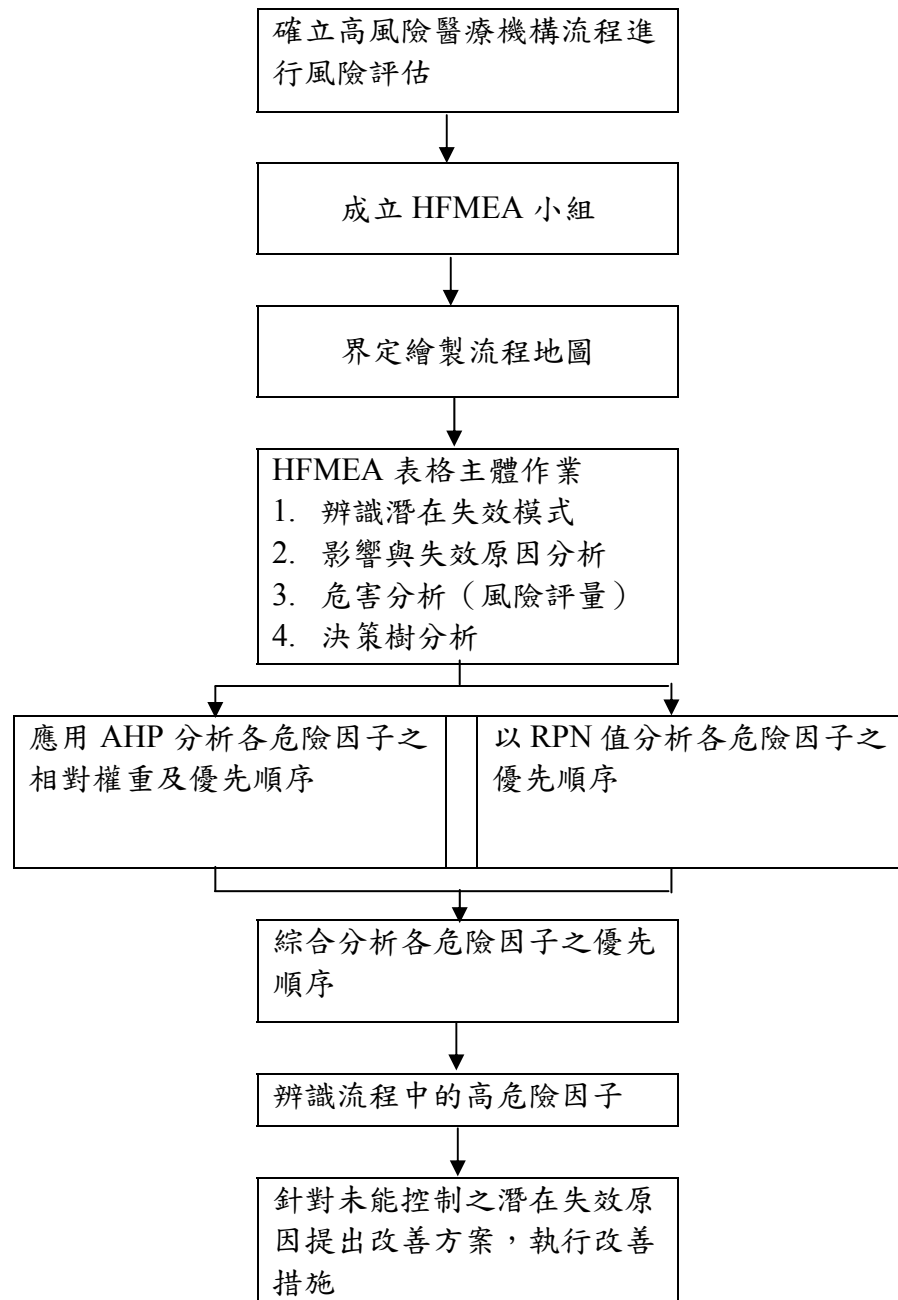 確立高風險醫療機構流程進
行風險評估
成立 HFMEA 小組
界定繪製流程地圖
HFMEA 表格主體作業
1. 辨識潛在失效模式
2. 影響與失效原因分析
3. 危害分析（風險評量）
4. 決策樹分析
應用 AHP 分析各危險因子之
相對權重及優先順序
以 RPN 值分析各危險因子之
優先順序
綜合分析各危險因子之優先
順序
辨識流程中的高危險因子
針對未能控制之潛在失效原
因提出改善方案，執行改善
措施